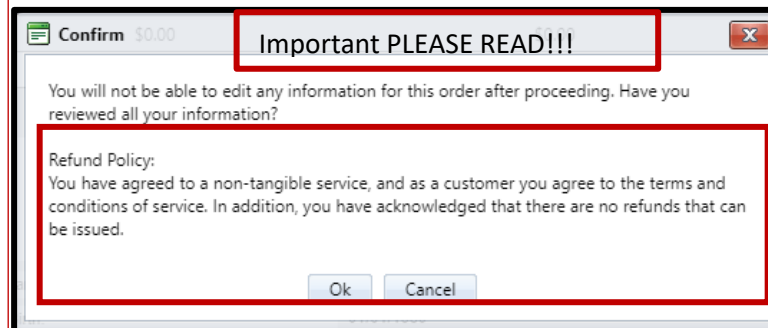 Confirm $0.00
Important PLEASE READ!!!
You will not be able to edit any information for this order after proceeding. Have you
reviewed all your information?
Refund Policy:
You have agreed to a non-tangible service, and as a customer you agree to the terms and
conditions of service. In addition, you have acknowledged that there are no refunds that can
be issued.
Ok Cancel